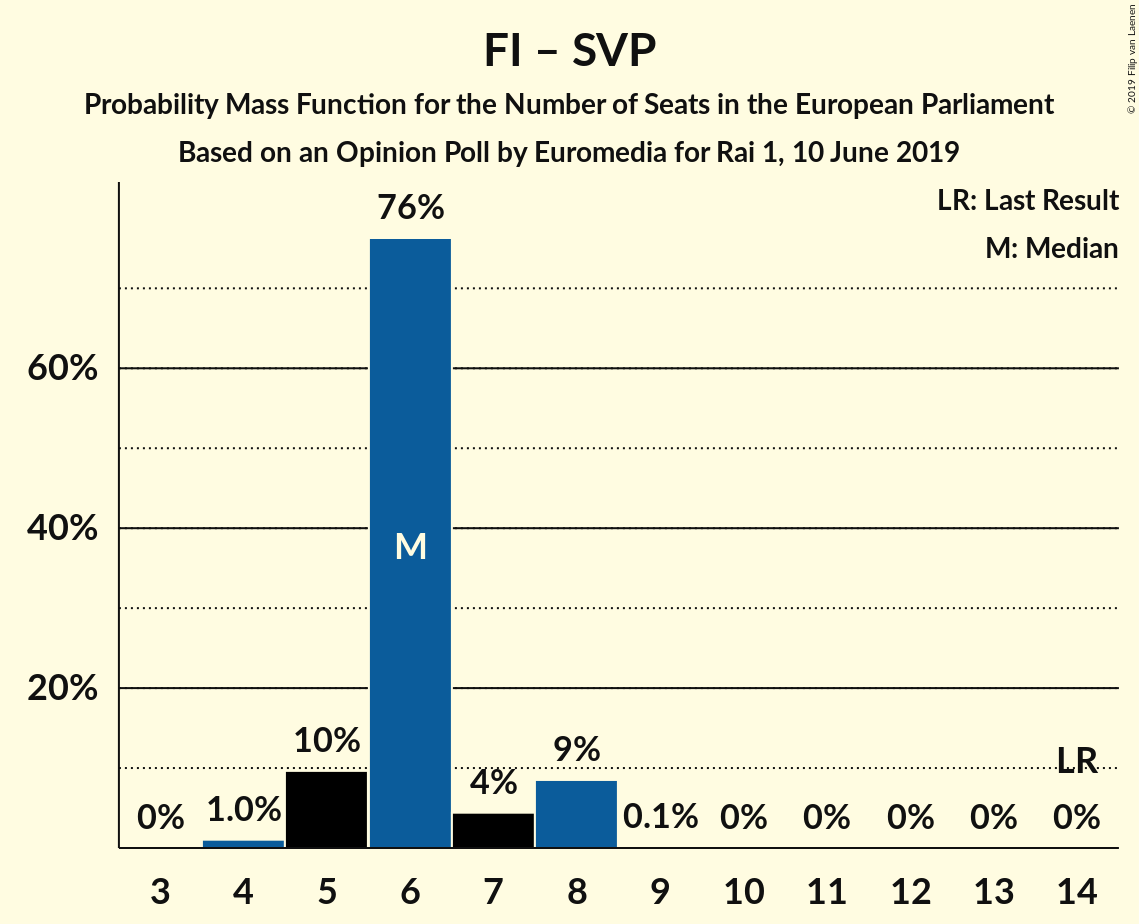 FI – SVP
Probability Mass Function for the Number of Seats in the European Parliament
Based on an Opinion Poll by Euromedia for Rai 1, 10 June 2019
© 2019 Filip van Laenen
LR: Last Result
M: Median
76%
60%
40%
M
20%
10%
9%
4%
LR
0%
1.0%
0.1%
0%
0%
0%
0%
0%
3 4 5 6 7 8 9 10 11 12 13 14